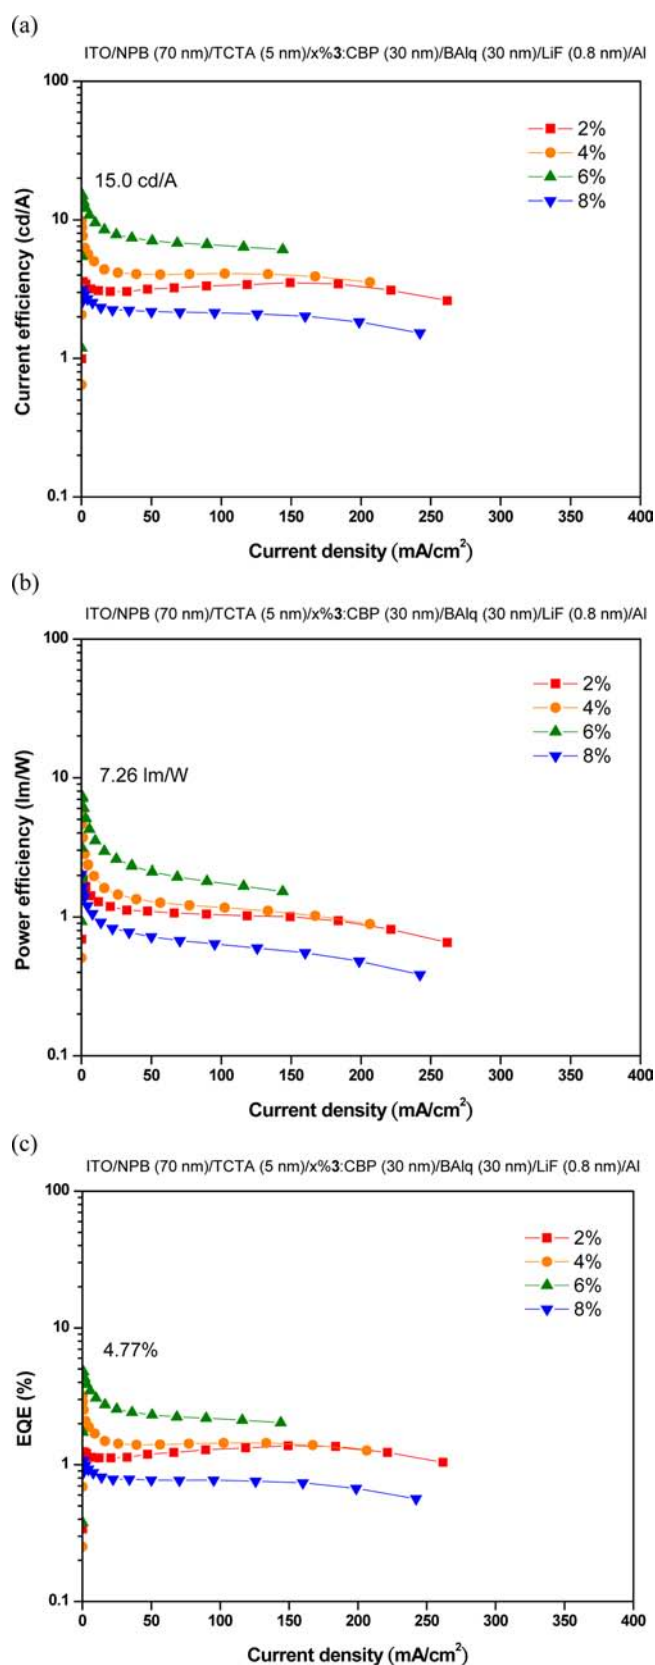 (a)
ITO/NPB (70 nm)/TCTA (5 nm)/x%3:CBP (30 nm)/BAlq (30 nm)/LiF (0.8 nm)/Al
100
2%
4%
15.0 cd/A
6%
8%
10
1
0.1
Current efficiency (cd/A)
0 50 100 150 200 250 300 350 400
Current density (mA/cm²)
(b)
ITO/NPB (70 nm)/TCTA (5 nm)/x%3:CBP (30 nm)/BAlq (30 nm)/LiF (0.8 nm)/Al
100
2%
4%
6%
8%
7.26 lm/W
10
1
0.1
Power efficiency (lm/W)
0 50 100 150 200 250 300 350 400
Current density (mA/cm²)
(c)
ITO/NPB (70 nm)/TCTA (5 nm)/x%3:CBP (30 nm)/BAlq (30 nm)/LiF (0.8 nm)/Al
100
2%
4%
6%
8%
10
4.77%
1
0.1
EQE (%)
0 50 100 150 200 250 300 350 400
Current density (mA/cm²)